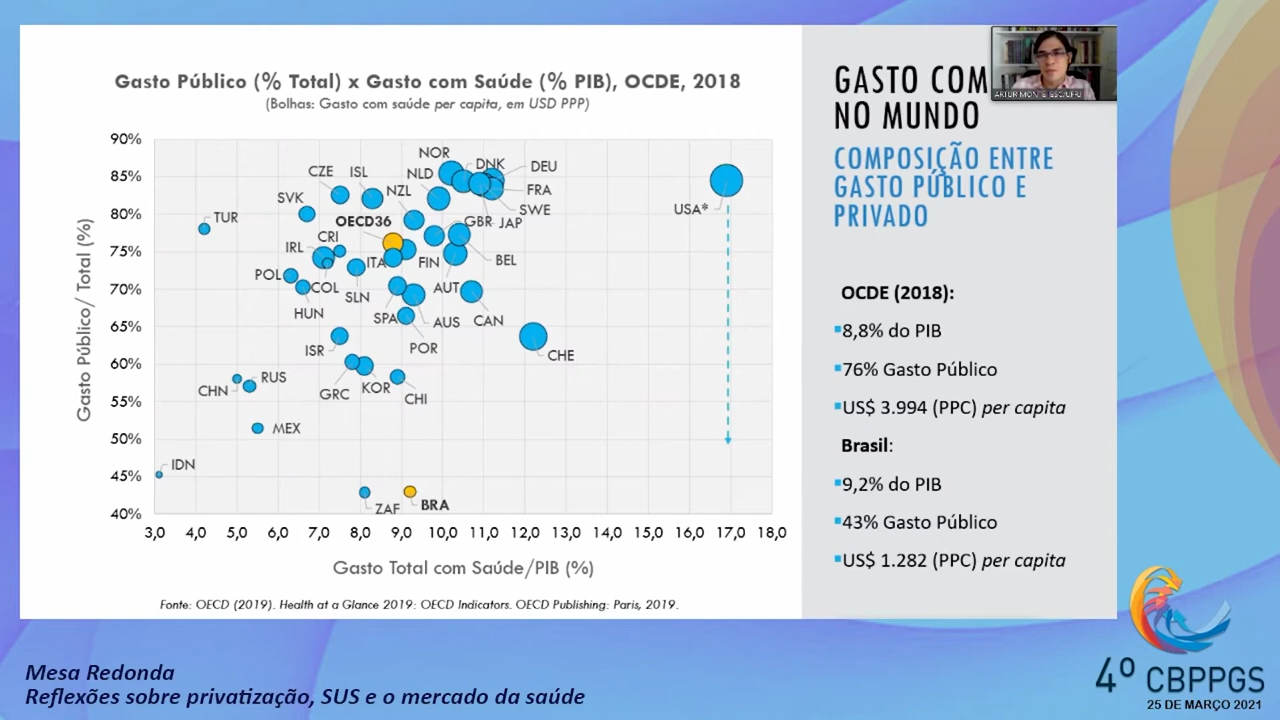 Gasto Público (% Total) x Gasto com Saúde (% PIB), OCDE, 2018
(Bolhas: Gasto com saúde per capita, em USD PPP)
Gasto Público/ Total (%)
90%
85%
80%
75%
70%
65%
60%
55%
50%
45%
40%
NOR
DNK
DEU
CZE
ISL
NLD
FRA
SVK
NZL
SWE
USA*
TUR
OECD36
GBR
JAP
CRI
IRL
ITA
FIN
BEL
POL
COL
SLN
AUT
HUN
SPA
AUS
CAN
ISR
POR
CHE
RUS
CHN
GRC
KOR
CHI
MEX
IDN
ZAF
BRA
3,0 4,0 5,0 6,0 7,0 8,0 9,0 10,0 11,0 12,0 13,0 14,0 15,0 16,0 17,0 18,0
Gasto Total com Saúde/PIB (%)
Fonte: OECD (2019). Health at a Glance 2019: OECD Indicators. OECD Publishing: Paris, 2019.
GASTO COM
NO MUNDO
COMPOSIÇÃO ENTRE
GASTO PÚBLICO E
PRIVADO
OCDE (2018):
▪8,8% do PIB
▪76% Gasto Público
▪US$ 3.994 (PPC) per capita
Brasil:
▪9,2% do PIB
▪43% Gasto Público
▪US$ 1.282 (PPC) per capita
ARTUR
Mesa Redonda
Reflexões sobre privatização, SUS e o mercado da saúde
4º CBPPGS
25 DE MARÇO 2021